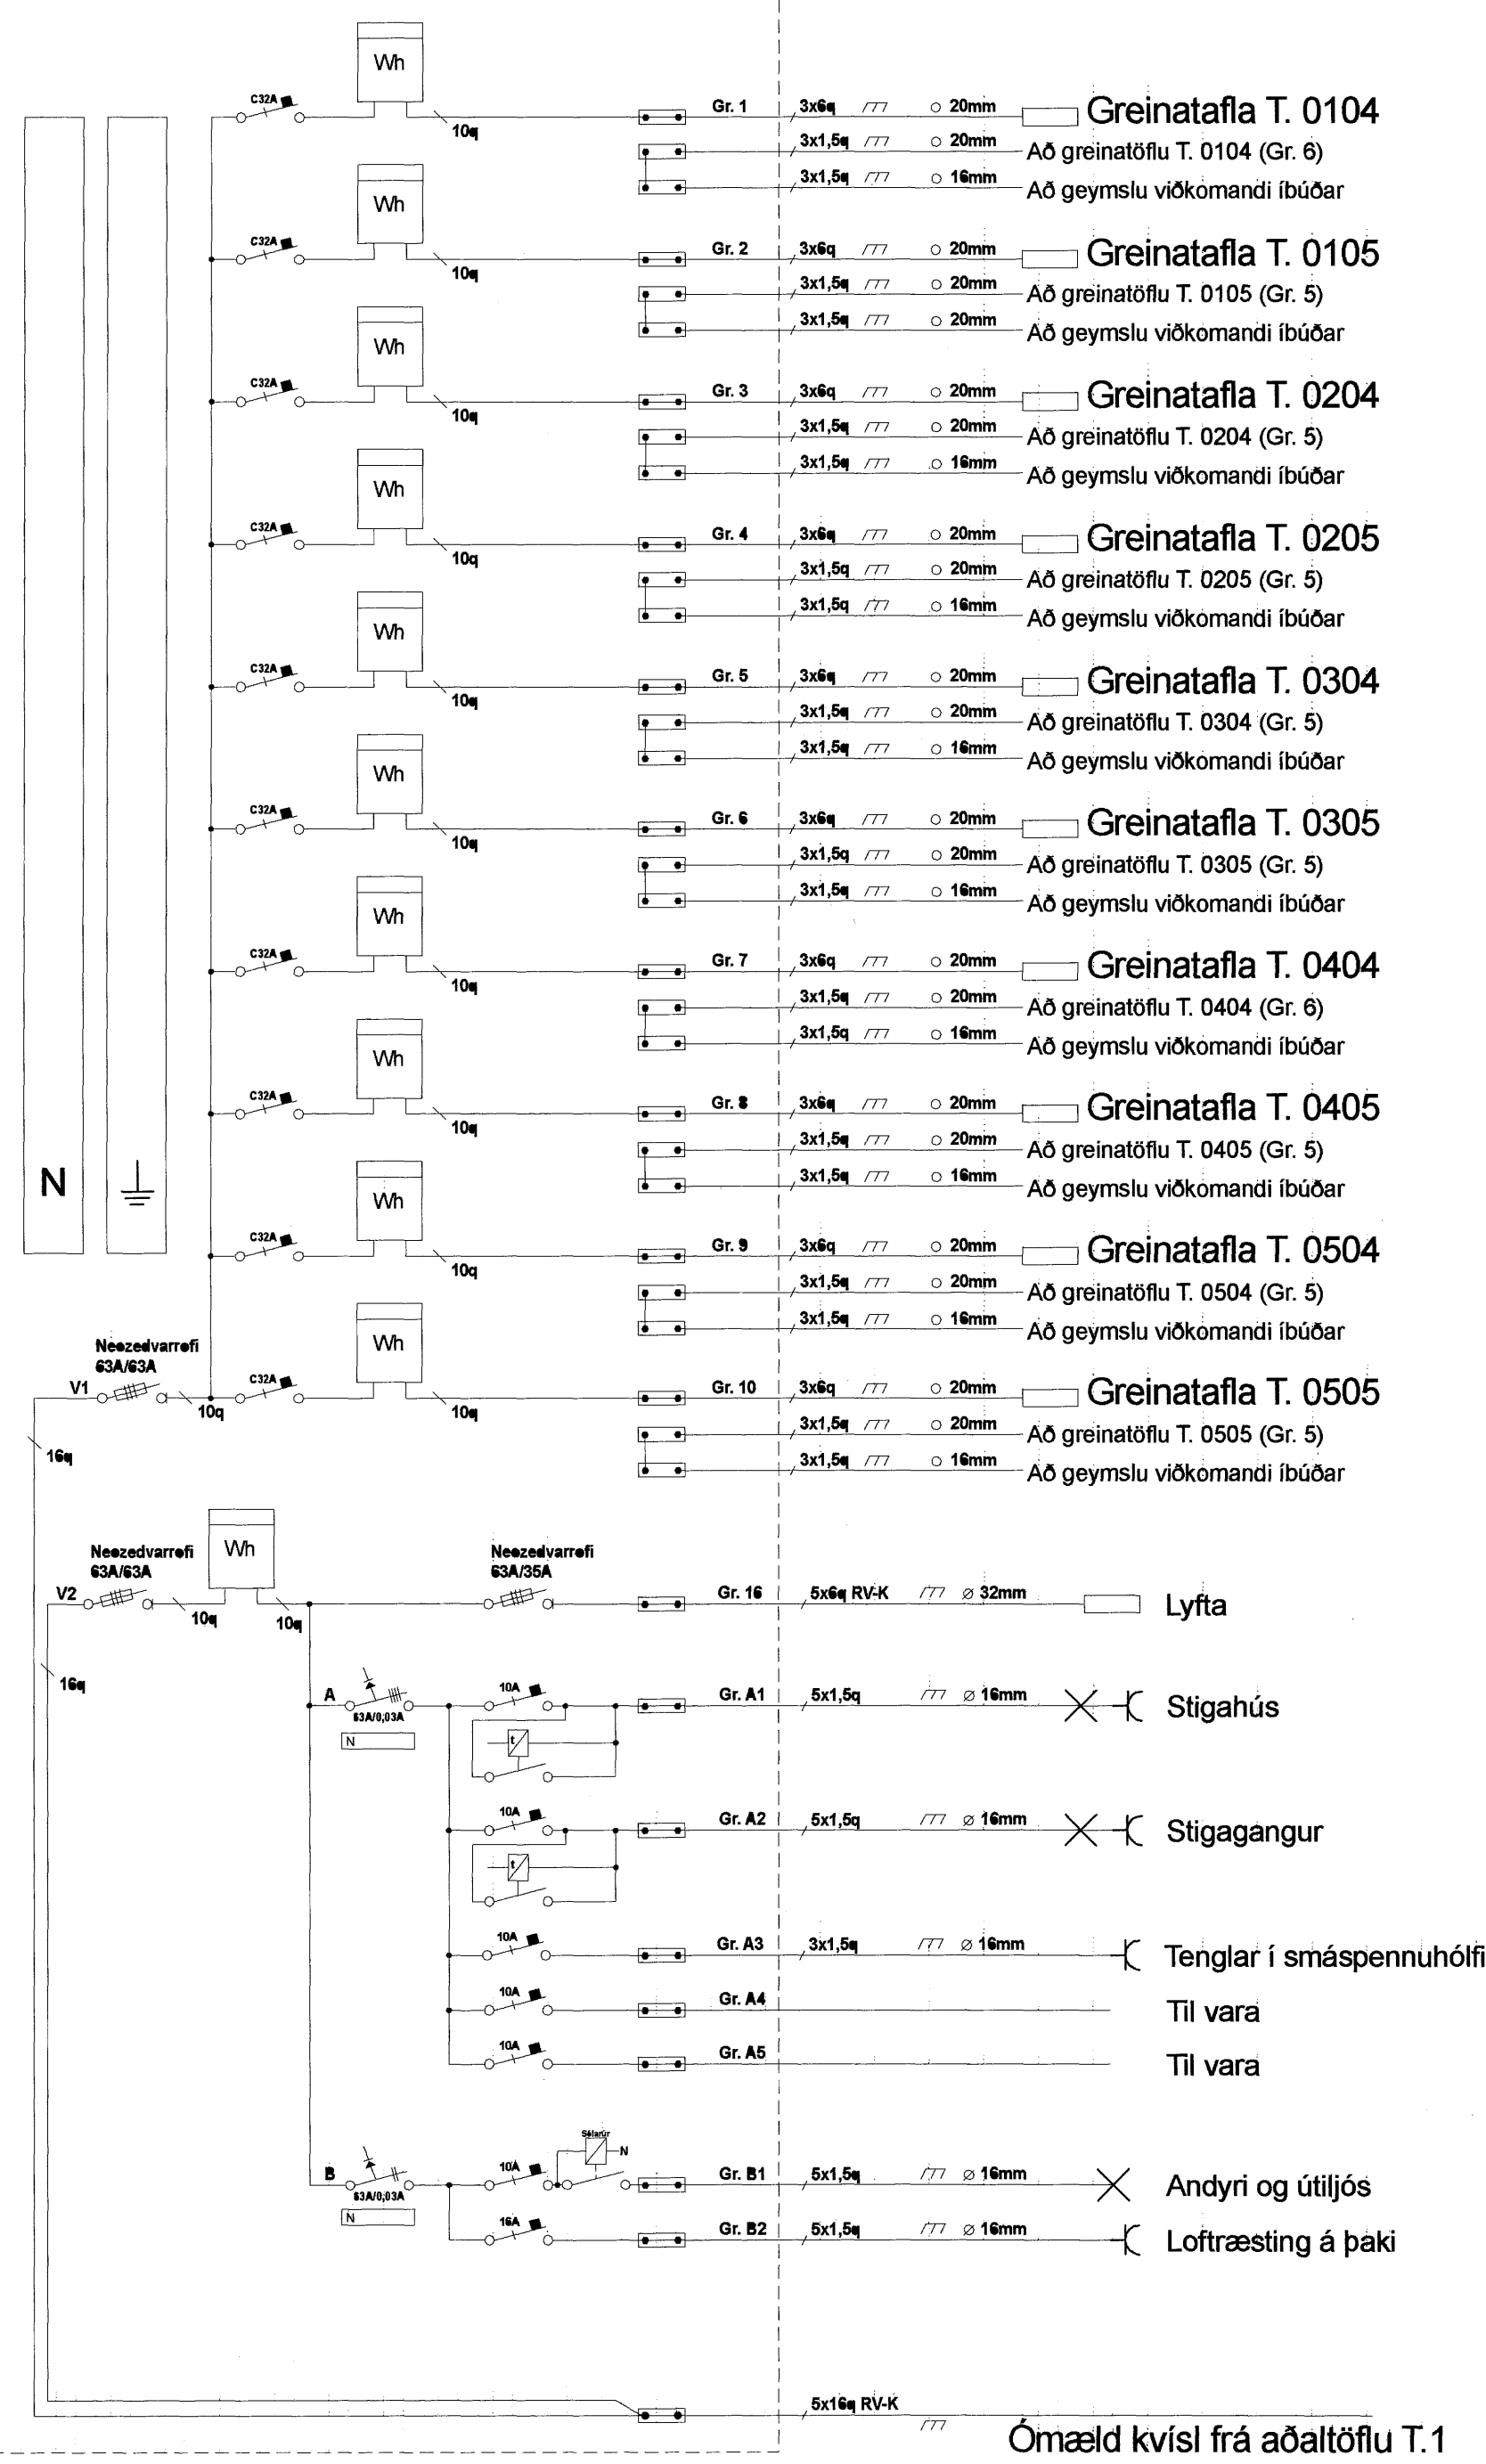 Wh
C32A
10q
Gr. 1 3x6q 20mm Greinatafla T. 0104
3x1,5q 20mm Að greinatöflu T. 0104 (Gr. 6)
3x1,5q 16mm Að geymslu viðkomandi íbúðar
Wh
C32A
10q
Gr. 2 3x6q 20mm Greinatafla T. 0105
3x1,5q 20mm Að greinatöflu T. 0105 (Gr. 5)
3x1,5q 20mm Að geymslu viðkomandi íbúðar
Wh
C32A
10q
Gr. 3 3x6q 20mm Greinatafla T. 0204
3x1,5q 20mm Að greinatöflu T. 0204 (Gr. 5)
3x1,5q 16mm Að geymslu viðkomandi íbúðar
Wh
C32A
10q
Gr. 4 3x6q 20mm Greinatafla T. 0205
3x1,5q 20mm Að greinatöflu T. 0205 (Gr. 5)
3x1,5q 16mm Að geymslu viðkomandi íbúðar
Wh
C32A
10q
Gr. 5 3x6q 20mm Greinatafla T. 0304
3x1,5q 20mm Að greinatöflu T. 0304 (Gr. 5)
3x1,5q 16mm Að geymslu viðkomandi íbúðar
Wh
C32A
10q
Gr. 6 3x6q 20mm Greinatafla T. 0305
3x1,5q 20mm Að greinatöflu T. 0305 (Gr. 5)
3x1,5q 16mm Að geymslu viðkomandi íbúðar
Wh
C32A
10q
Gr. 7 3x6q 20mm Greinatafla T. 0404
3x1,5q 20mm Að greinatöflu T. 0404 (Gr. 6)
3x1,5q 16mm Að geymslu viðkomandi íbúðar
Wh
C32A
10q
Gr. 8 3x6q 20mm Greinatafla T. 0405
3x1,5q 20mm Að greinatöflu T. 0405 (Gr. 5)
3x1,5q 16mm Að geymslu viðkomandi íbúðar
N
Wh
C32A
10q
Gr. 9 3x6q 20mm Greinatafla T. 0504
3x1,5q 20mm Að greinatöflu T. 0504 (Gr. 5)
3x1,5q 16mm Að geymslu viðkomandi íbúðar
Neozedvarrofi
63A/63A
V1
10q
16q
Wh
C32A
10q
Gr. 10 3x6q 20mm Greinatafla T. 0505
3x1,5q 20mm Að greinatöflu T. 0505 (Gr. 5)
3x1,5q 16mm Að geymslu viðkomandi íbúðar
Neozedvarrofi
63A/63A
V2
10q
Wh
10q
16q
Neozedvarrofi
63A/35A
Gr. 16 5x6q RV-K ø 32mm Lyfta
A
63A/0,03A
N
10A
Gr. A1 5x1,5q ø 16mm Stigahús
t
10A
Gr. A2 5x1,5q ø 16mm Stigagangur
t
10A
Gr. A3 3x1,5q ø 16mm Tenglar í smáspennuhólfi
10A
Gr. A4 Til vara
10A
Gr. A5 Til vara
B
63A/0,03A
N
10A
Sólarúr
N
Gr. B1 5x1,5q ø 16mm Andyri og útiljós
16A
Gr. B2 5x1,5q ø 16mm Loftræsting á þaki
5x16q RV-K
Ómæld kvísl frá aðaltöflu T.1